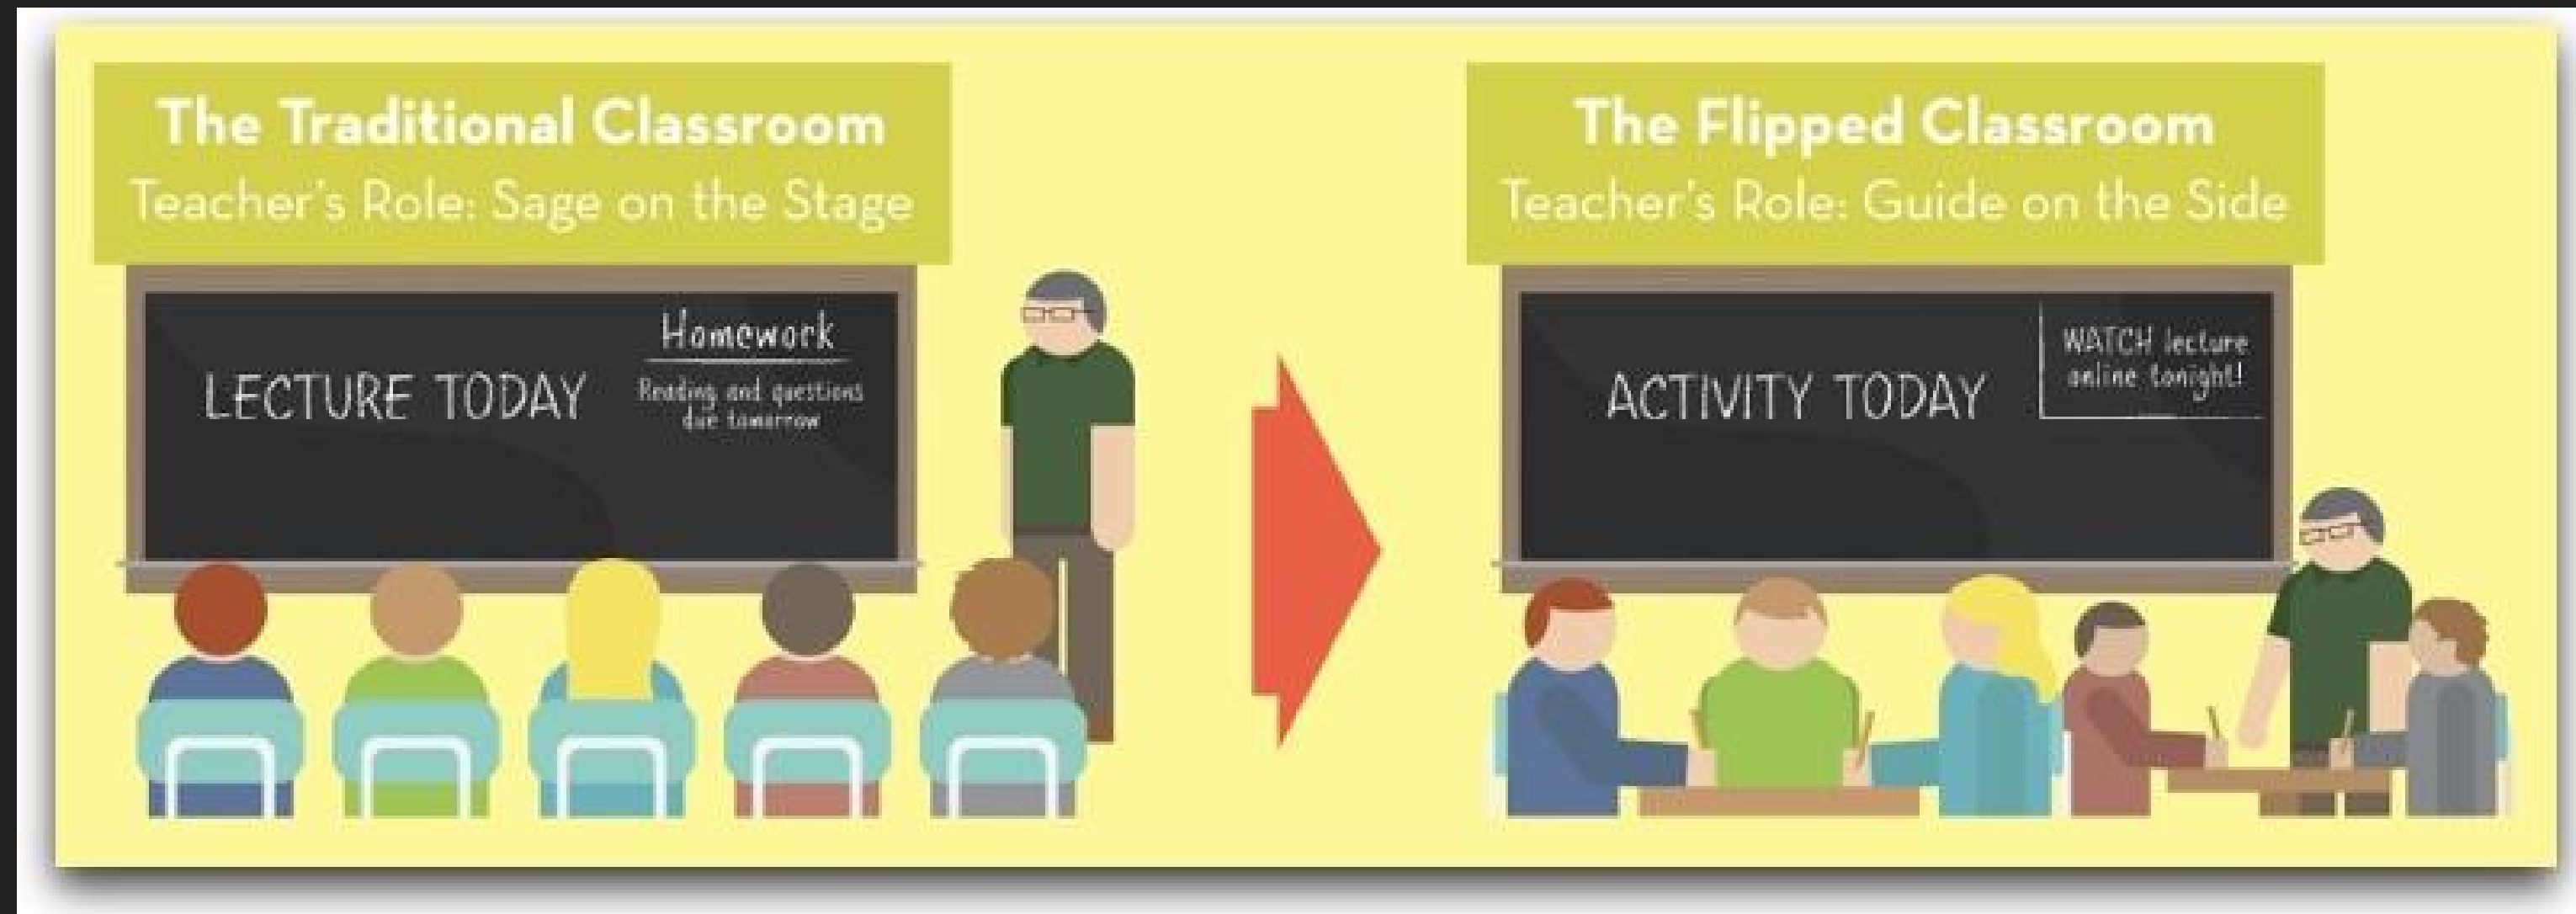 The Traditional Classroom
Teacher's Role: Sage on the Stage
LECTURE TODAY
Homework
Reading and questions
due tomorrow
The Flipped Classroom
Teacher's Role: Guide on the Side
ACTIVITY TODAY
WATCH lecture
online tonight!